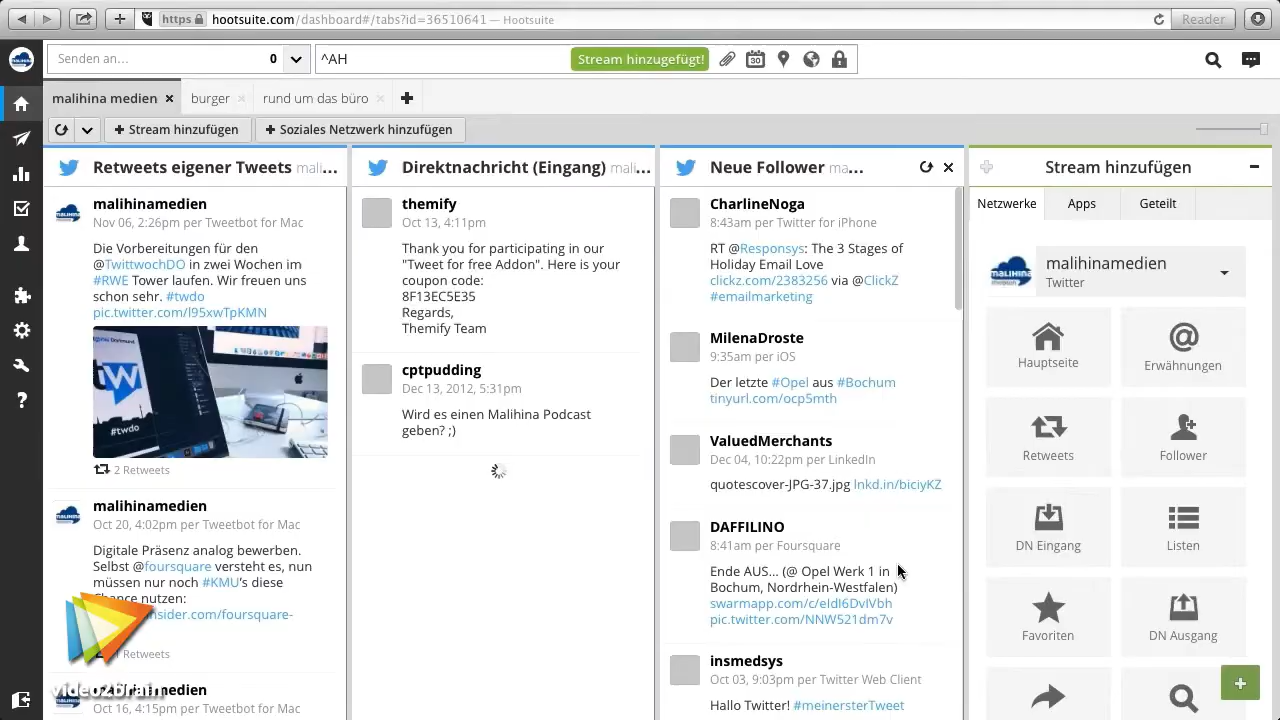 https hootsuite.com/dashboard#/tabs?id=36510641 — Hootsuite
Reader
Senden an...
0
^AH
Stream hinzugefügt!
30
malihina medien
burger
rund um das büro
Stream hinzufügen
Soziales Netzwerk hinzufügen
Retweets eigener Tweets mali...
malihinamedien
Nov 06, 2:26pm per Tweetbot for Mac
Die Vorbereitungen für den
@TwittwochDO in zwei Wochen im
#RWE Tower laufen. Wir freuen uns
schon sehr. #twdo
pic.twitter.com/l95xwTpKMN
#twdo
2 Retweets
malihinamedien
Oct 20, 4:02pm per Tweetbot for Mac
Digitale Präsenz analog bewerben.
Selbst @foursquare versteht es, nun
müssen nur noch #KMU's diese
Chance nutzen:
nsider.com/foursquare-
Retweets
video2brain
medien
Oct 16, 4:15pm per Tweetbot for Mac
Direktnachricht (Eingang) mali...
themify
Oct 13, 4:11pm
Thank you for participating in our
"Tweet for free Addon". Here is your
coupon code:
8F13EC5E35
Regards,
Themify Team
cptpudding
Dec 13, 2012, 5:31pm
Wird es einen Malihina Podcast
geben? ;)
Neue Follower ma...
CharlineNoga
8:43am per Twitter for iPhone
RT @Responsys: The 3 Stages of
Holiday Email Love
clickz.com/2383256 via @ClickZ
#emailmarketing
MilenaDroste
9:35am per iOS
Der letzte #Opel aus #Bochum
tinyurl.com/ocp5mth
ValuedMerchants
Dec 04, 10:22pm per LinkedIn
quotescover-JPG-37.jpg lnkd.in/biciyKZ
DAFFILINO
8:41am per Foursquare
Ende AUS... (@ Opel Werk 1 in
Bochum, Nordrhein-Westfalen)
swarmapp.com/c/eldI6DvIVbh
pic.twitter.com/NNW521dm7v
insmedsys
Oct 03, 9:03pm per Twitter Web Client
Hallo Twitter! #meinersterTweet
Stream hinzufügen
Netzwerke
Apps
Geteilt
malihinamedien
Twitter
Hauptseite
Erwähnungen
Retweets
Follower
DN Eingang
Listen
Favoriten
DN Ausgang